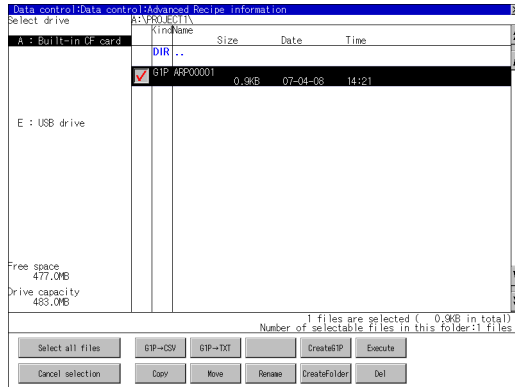 Data control:Data control:Advanced Recipe information
Select drive
A:\PROJECT1\
Kind Name
Size Date Time
A : Built-in CF card
DIR ..
G1P ARP00001
0.9KB 07-04-08 14:21
E : USB drive
Free space
477.0MB
Drive capacity
483.0MB
1 files are selected ( 0.9KB in total)
Number of selectable files in this folder:1 files
Select all files G1P→CSV G1P→TXT CreateG1P Execute
Cancel selection Copy Move Rename CreateFolder Del